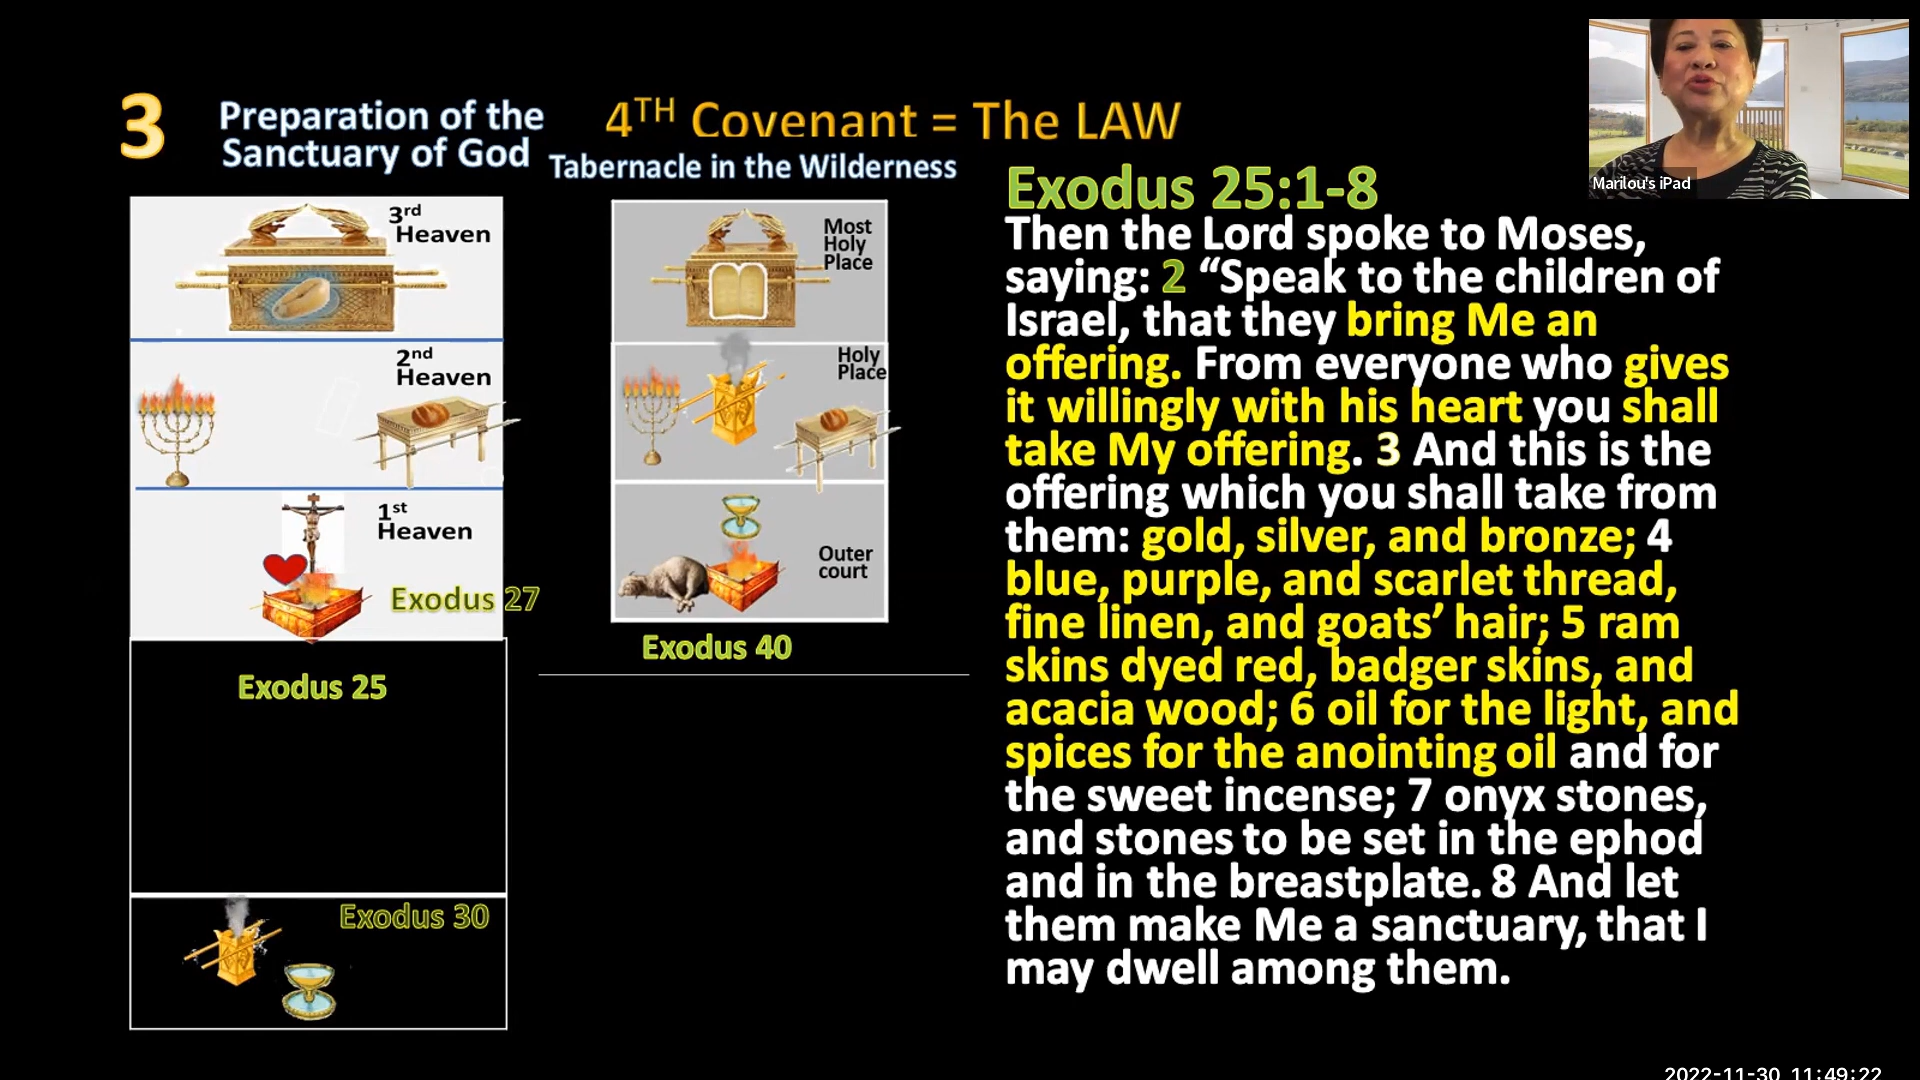 3
Preparation of the
Sanctuary of God
4TH Covenant = The LAW
Tabernacle in the Wilderness
3rd
Heaven
2nd
Heaven
1st
Heaven
Exodus 27
Exodus 25
Exodus 30
Most
Holy
Place
Holy
Place
Outer
court
Exodus 40
Exodus 25:1-8
Then the Lord spoke to Moses,
saying: 2 “Speak to the children of
Israel, that they bring Me an
offering. From everyone who gives
it willingly with his heart you shall
take My offering. 3 And this is the
offering which you shall take from
them: gold, silver, and bronze; 4
blue, purple, and scarlet thread,
fine linen, and goats’ hair; 5 ram
skins dyed red, badger skins, and
acacia wood; 6 oil for the light, and
spices for the anointing oil and for
the sweet incense; 7 onyx stones,
and stones to be set in the ephod
and in the breastplate. 8 And let
them make Me a sanctuary, that I
may dwell among them.
Marilou's iPad
2022-11-30 11:49:22